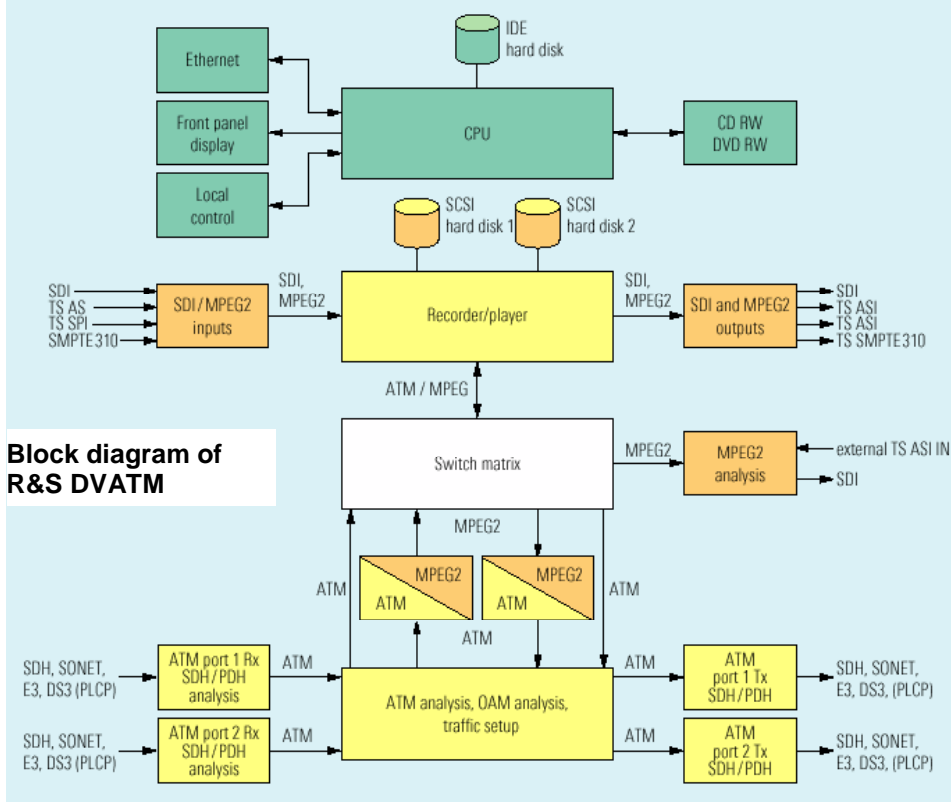 IDE
hard disk
Ethernet
Front panel
display
Local
control
CPU
CD RW
DVD RW
SCSI
hard disk 1
SCSI
hard disk 2
SDI
TS AS
TS SPI
SMPTE310
SDI/MPEG2
inputs
SDI,
MPEG2
Recorder/player
SDI,
MPEG2
SDI and MPEG2
outputs
SDI
TS ASI
TS ASI
TS SMPTE310
ATM / MPEG
Block diagram of
R&S DVATM
Switch matrix
MPEG2
MPEG2
analysis
external TS ASI IN
SDI
MPEG2
ATM
MPEG2
ATM
MPEG2
ATM
ATM
ATM
SDH, SONET,
E3, DS3 (PLCP)
ATM port 1 Rx
SDH/PDH
analysis
ATM
ATM analysis, OAM analysis,
traffic setup
ATM
ATM
port 1 Tx
SDH/PDH
SDH, SONET,
E3, DS3, (PLCP)
SDH, SONET,
E3, DS3 (PLCP)
ATM port 2 Rx
SDH/PDH
analysis
ATM
ATM
ATM
port 2 Tx
SDH/PDH
SDH, SONET,
E3, DS3, (PLCP)